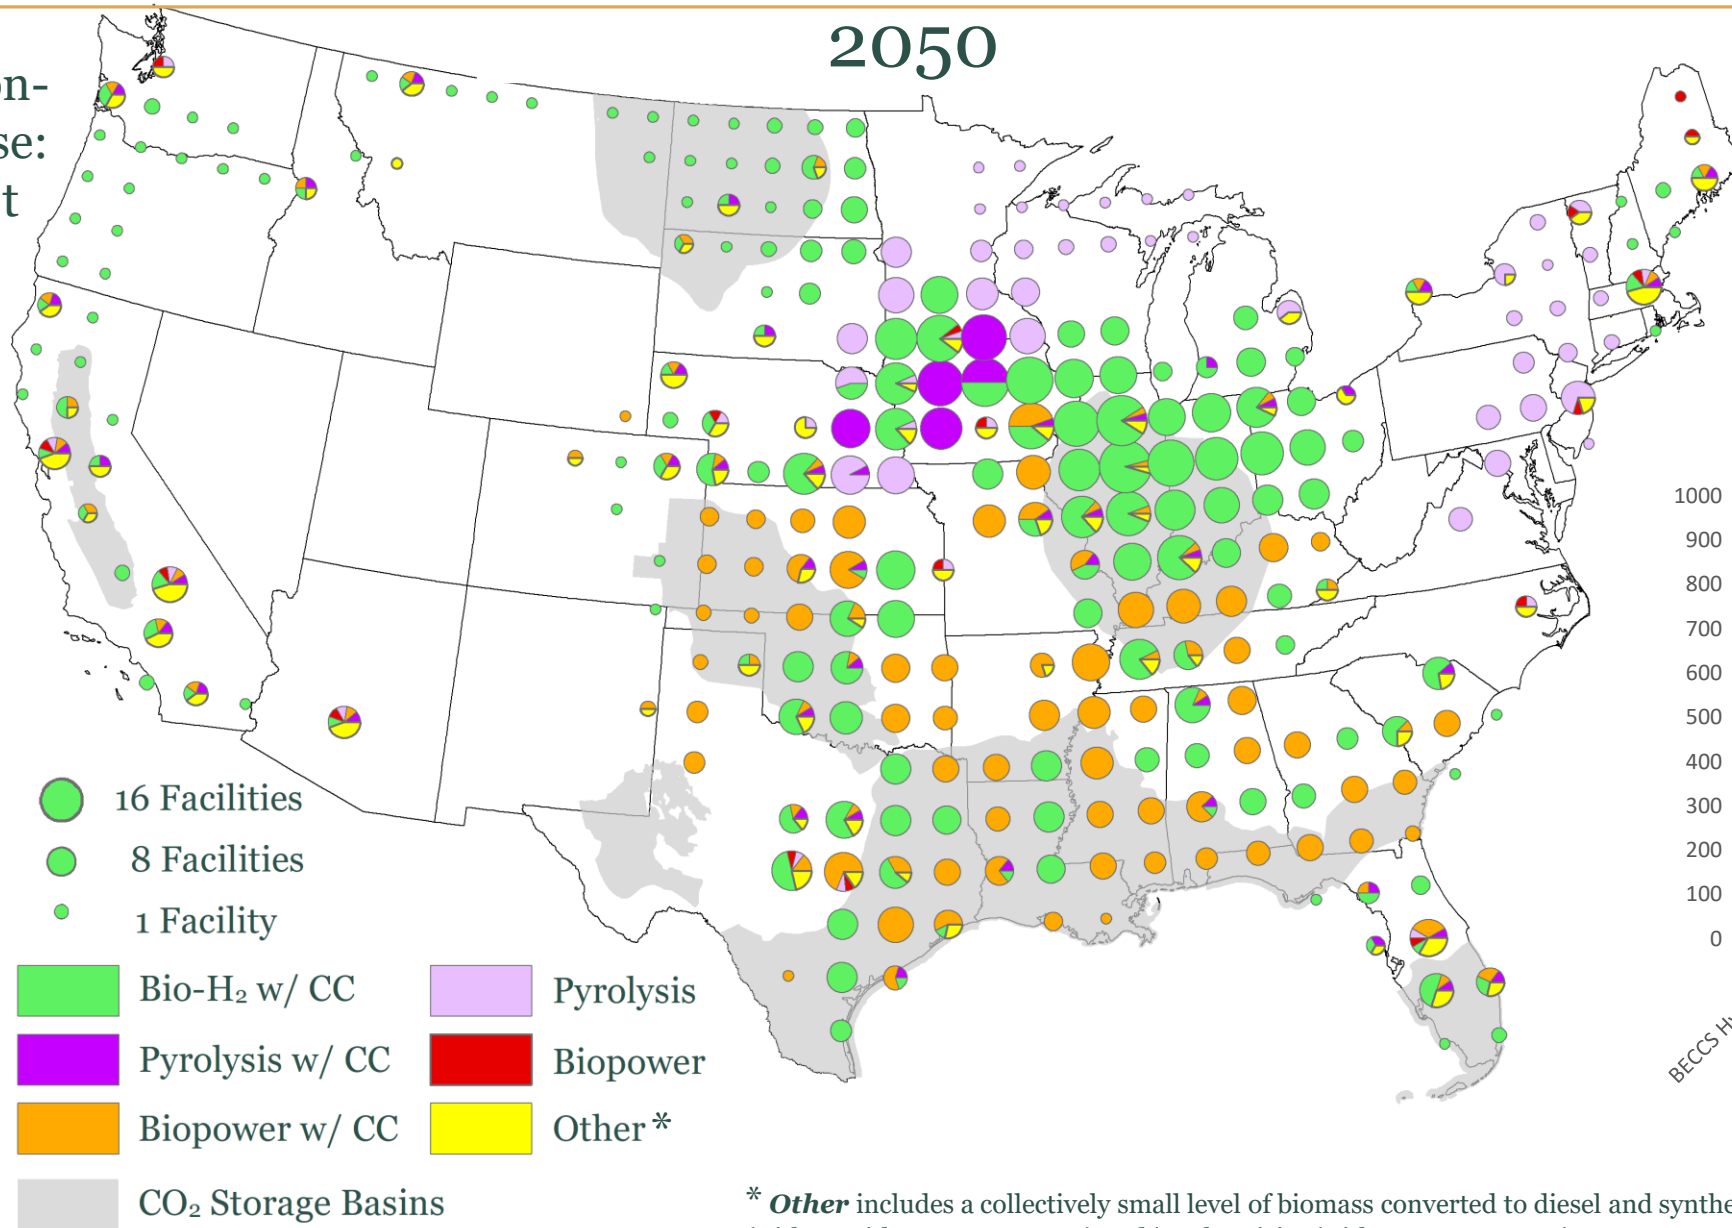 2050
on-
se:
t
1000
900
800
700
600
500
400
300
200
100
0
16 Facilities
8 Facilities
1 Facility
Bio-H₂ w/ CC
Pyrolysis
Pyrolysis w/ CC
Biopower
Biopower w/ CC
Other *
CO₂ Storage Basins
BECCS H
* Other includes a collectively small level of biomass converted to diesel and synthe